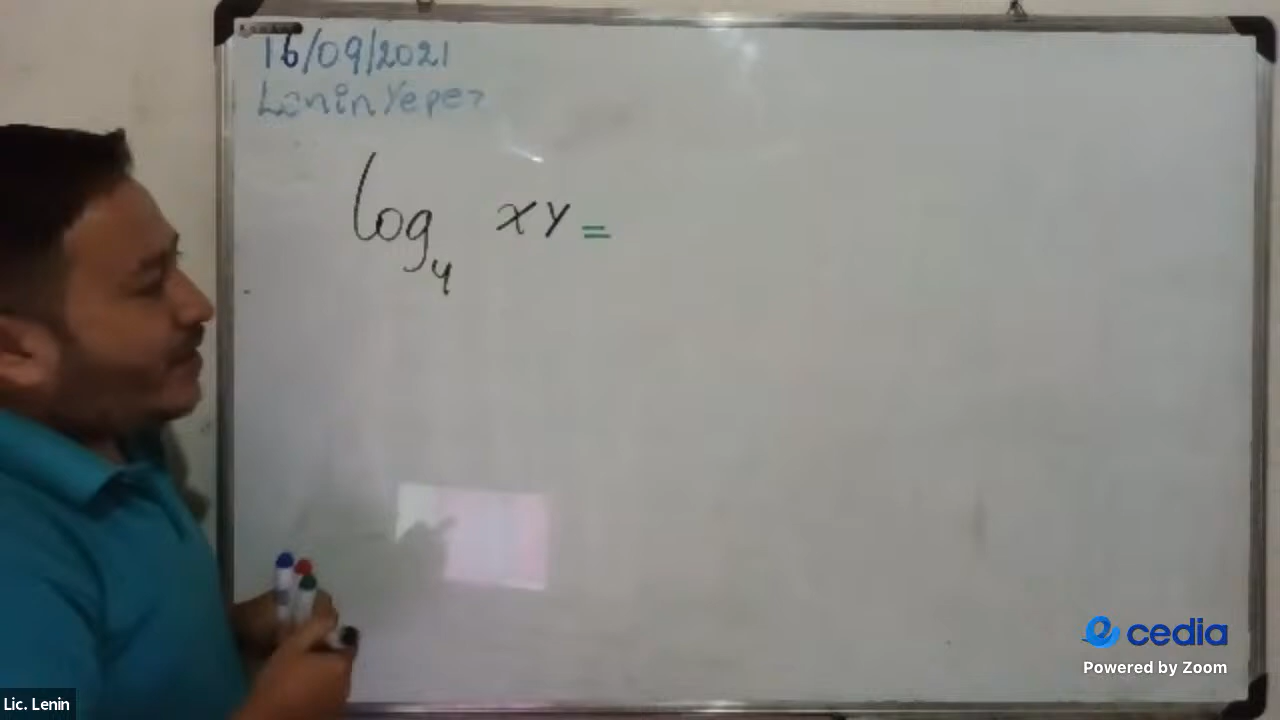 16/09/2021
Lenin Yepez
log₄ xy =
cedia
Powered by Zoom
Lic. Lenin